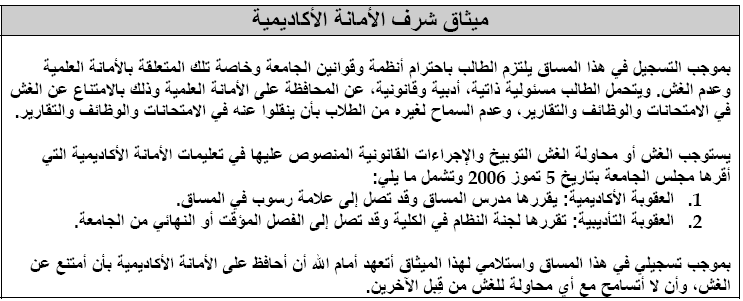 ميثاق شرف الأمانة الأكاديمية
بموجب التسجيل في هذا المساق يلتزم الطالب باحترام أنظمة وقوانين الجامعة وخاصة تلك المتعلقة بالأمانة العلمية
وعدم الغش. ويتحمل الطالب مسئولية ذاتية، أدبية وقانونية، عن المحافظة على الأمانة العلمية وذلك بالامتناع عن الغش
في الامتحانات والوظائف والتقارير، وعدم السماح لغيره من الطلاب بأن ينقلوا عنه في الامتحانات والوظائف والتقارير.
يستوجب الغش أو محاولة الغش التوبيخ والإجراءات القانونية المنصوص عليها في تعليمات الأمانة الأكاديمية التي
أقرها مجلس الجامعة بتاريخ 5 تموز 2006 وتشمل ما يلي:
1. العقوبة الأكاديمية: يقررها مدرس المساق وقد تصل إلى علامة رسوب في المساق.
2. العقوبة التأديبية: تقررها لجنة النظام في الكلية وقد تصل إلى الفصل المؤقت أو النهائي من الجامعة.
بموجب تسجيلي في هذا المساق واستلامي لهذا الميثاق أتعهد أمام الله أن أحافظ على الأمانة الأكاديمية بأن أمتنع عن
الغش، وأن لا أتسامح مع أي محاولة للغش من قِبل الآخرين.